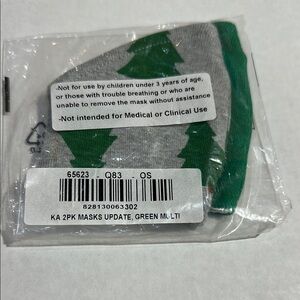 -Not for use by children under 3 years of age,
or those with trouble breathing or who are
unable to remove the mask without assistance
-Not intended for Medical or Clinical Use
65623 - Q83 - OS
828130063302
KA 2PK MASKS UPDATE, GREEN MULTI